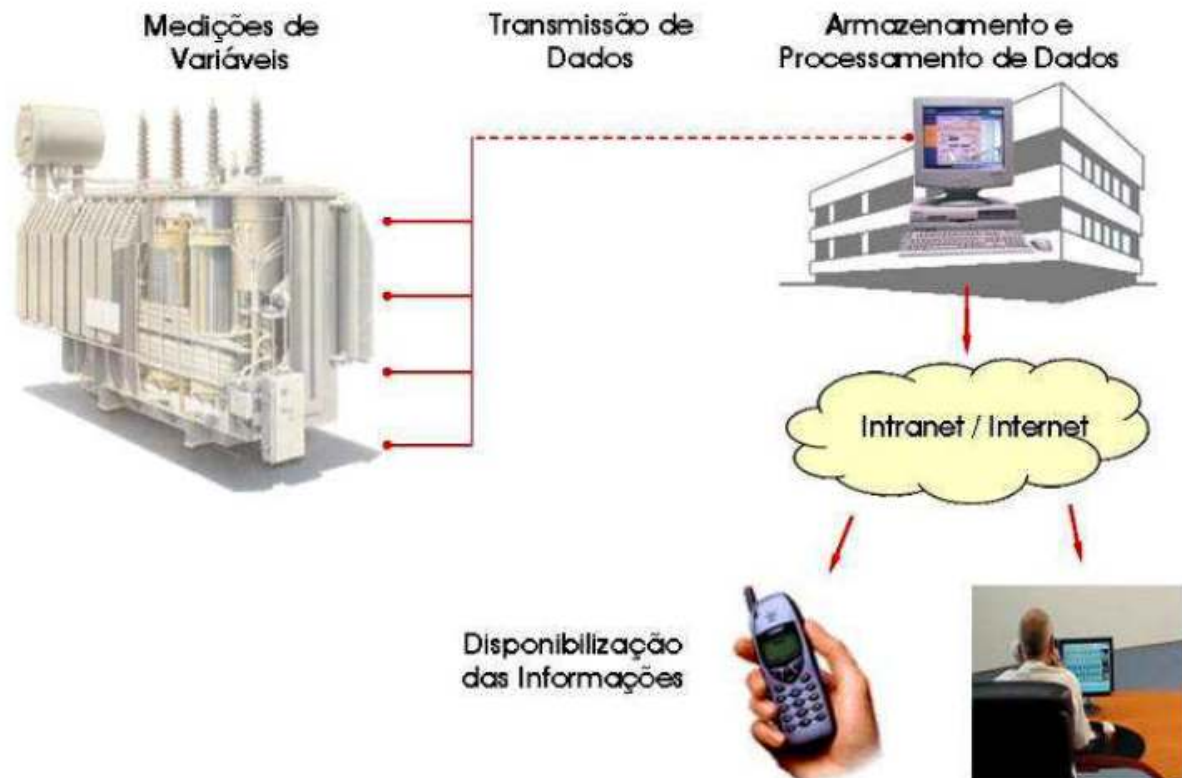 Medições de
Variáveis
Transmissão de
Dados
Armazenamento e
Processamento de Dados
Intranet / Internet
Disponibilização
das Informações